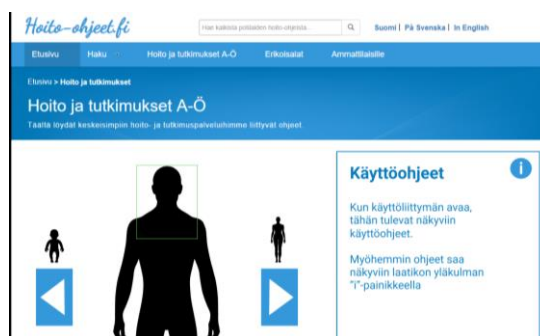 Hoito-ohjeet.fi
Hae kaikista potilaiden hoito-ohjeista
Suomi | På Svenska | In English
Etusivu Haku Hoito ja tutkimukset A-Ö Erikoisalat Ammattilaisille
Etusivu > Hoito ja tutkimukset
Hoito ja tutkimukset A-Ö
Täältä löydät keskeisimpiin hoito- ja tutkimuspalveluihimme liittyvät ohjeet
Käyttöohjeet
i
Kun käyttöliittymän avaa,
tähän tulevat näkyviin
käyttöohjeet.
Myöhemmin ohjeet saa
näkyviin laatikon yläkulman
"i"-painikkeella